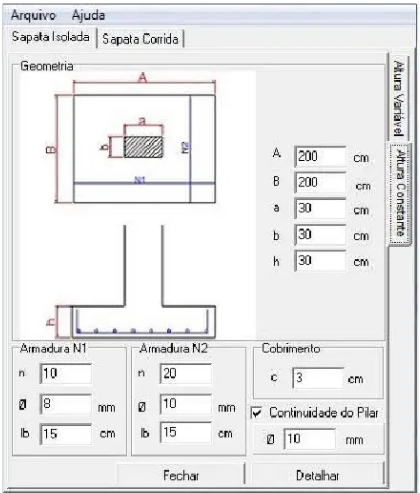 Arquivo Ajuda
Sapata Isolada Sapata Corrida
Geometria
A
a
B
b
N2
N1
h
A 200 cm
B 200 cm
a 30 cm
b 30 cm
h 30 cm
Altura Variável
Altura Constante
Armadura N1
n 10
Ø 8 mm
lb 15 cm
Armadura N2
n 20
Ø 10 mm
lb 15 cm
Cobrimento
c 3 cm
Continuidade do Pilar
Ø 10 mm
Fechar
Detalhar